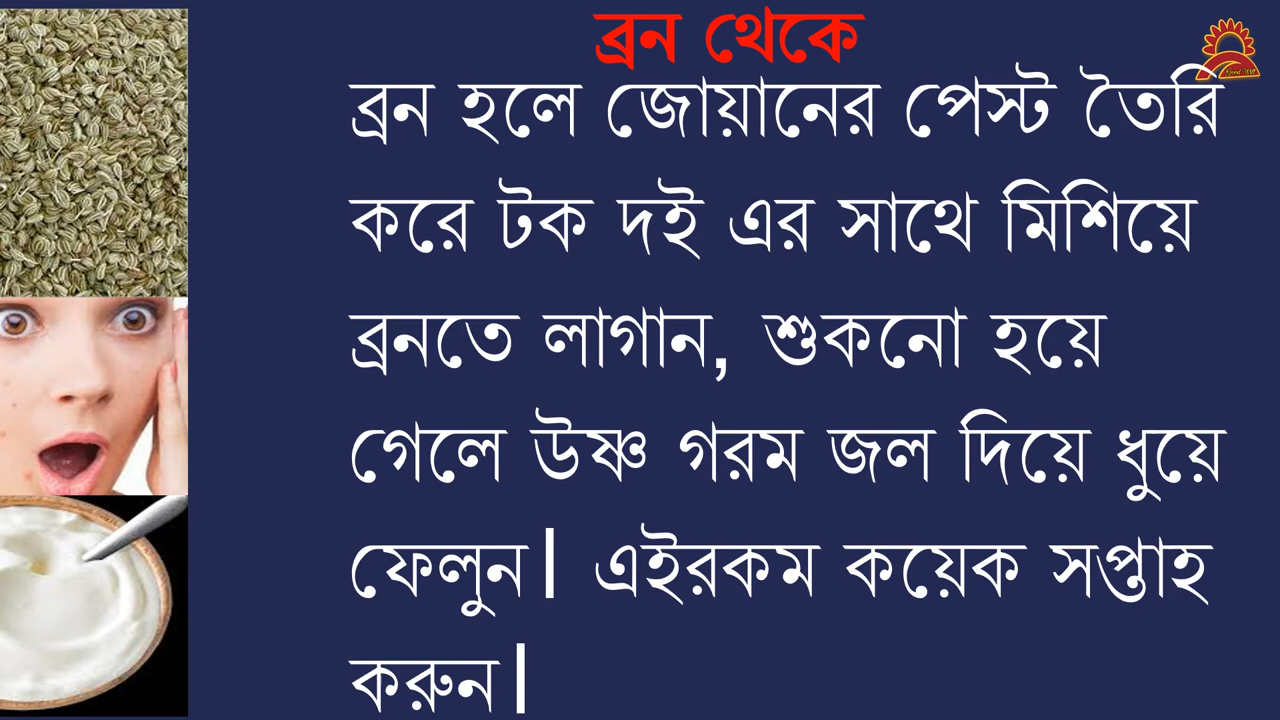 ব্রন থেকে
ব্রন হলে জোয়ানের পেস্ট তৈরি
করে টক দই এর সাথে মিশিয়ে
ব্রনতে লাগান, শুকনো হয়ে
গেলে উষ্ণ গরম জল দিয়ে ধুয়ে
ফেলুন। এইরকম কয়েক সপ্তাহ
করুন।